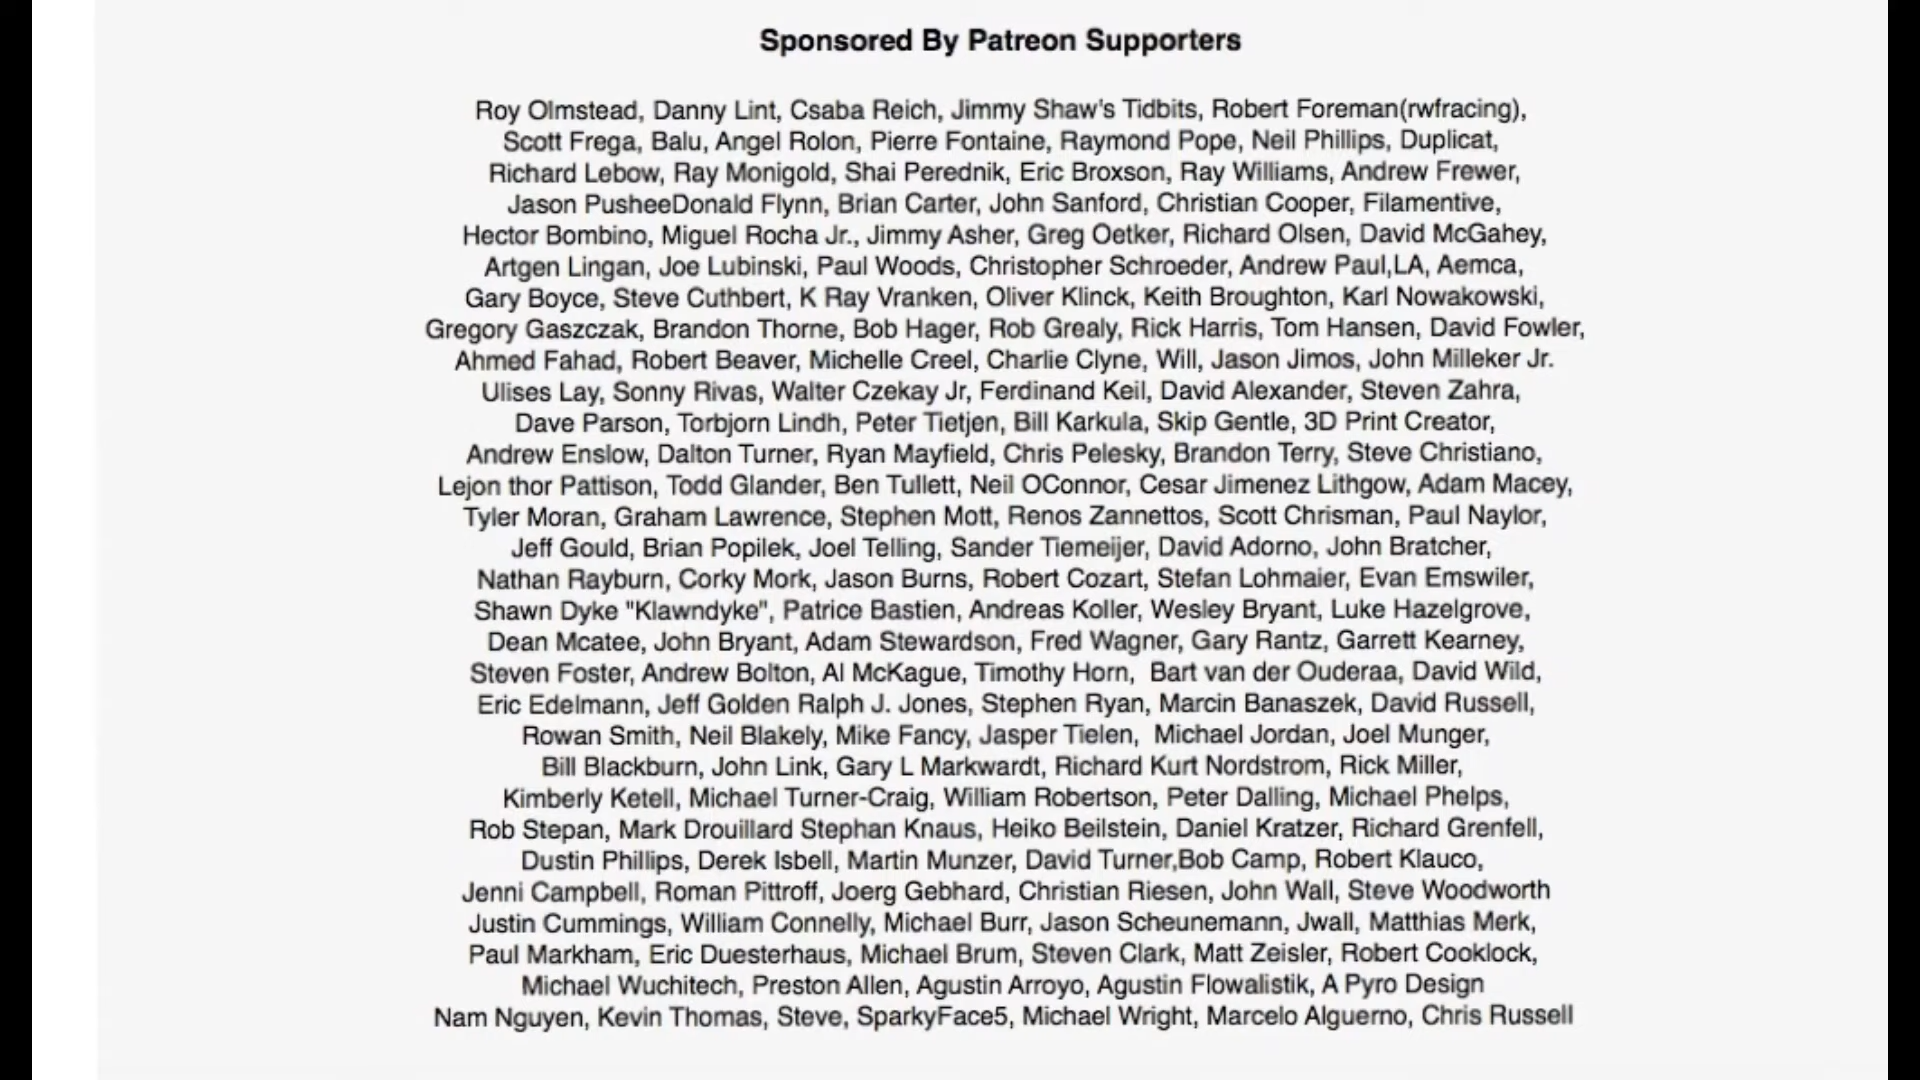 Sponsored By Patreon Supporters
Roy Olmstead, Danny Lint, Csaba Reich, Jimmy Shaw's Tidbits, Robert Foreman(rwfracing),
Scott Frega, Balu, Angel Rolon, Pierre Fontaine, Raymond Pope, Neil Phillips, Duplicat,
Richard Lebow, Ray Monigold, Shai Perednik, Eric Broxson, Ray Williams, Andrew Frewer,
Jason PusheeDonald Flynn, Brian Carter, John Sanford, Christian Cooper, Filamentive,
Hector Bombino, Miguel Rocha Jr., Jimmy Asher, Greg Oetker, Richard Olsen, David McGahey,
Artgen Lingan, Joe Lubinski, Paul Woods, Christopher Schroeder, Andrew Paul,LA, Aemca,
Gary Boyce, Steve Cuthbert, K Ray Vranken, Oliver Klinck, Keith Broughton, Karl Nowakowski,
Gregory Gaszczak, Brandon Thorne, Bob Hager, Rob Grealy, Rick Harris, Tom Hansen, David Fowler,
Ahmed Fahad, Robert Beaver, Michelle Creel, Charlie Clyne, Will, Jason Jimos, John Milleker Jr.
Ulises Lay, Sonny Rivas, Walter Czekay Jr, Ferdinand Keil, David Alexander, Steven Zahra,
Dave Parson, Torbjorn Lindh, Peter Tietjen, Bill Karkula, Skip Gentle, 3D Print Creator,
Andrew Enslow, Dalton Turner, Ryan Mayfield, Chris Pelesky, Brandon Terry, Steve Christiano,
Lejon thor Pattison, Todd Glander, Ben Tullett, Neil OConnor, Cesar Jimenez Lithgow, Adam Macey,
Tyler Moran, Graham Lawrence, Stephen Mott, Renos Zannettos, Scott Chrisman, Paul Naylor,
Jeff Gould, Brian Popilek, Joel Telling, Sander Tiemeijer, David Adorno, John Bratcher,
Nathan Rayburn, Corky Mork, Jason Burns, Robert Cozart, Stefan Lohmaier, Evan Emswiler,
Shawn Dyke "Klawndyke", Patrice Bastien, Andreas Koller, Wesley Bryant, Luke Hazelgrove,
Dean Mcatee, John Bryant, Adam Stewardson, Fred Wagner, Gary Rantz, Garrett Kearney,
Steven Foster, Andrew Bolton, Al McKague, Timothy Horn,  Bart van der Ouderaa, David Wild,
Eric Edelmann, Jeff Golden Ralph J. Jones, Stephen Ryan, Marcin Banaszek, David Russell,
Rowan Smith, Neil Blakely, Mike Fancy, Jasper Tielen,  Michael Jordan, Joel Munger,
Bill Blackburn, John Link, Gary L Markwardt, Richard Kurt Nordstrom, Rick Miller,
Kimberly Ketell, Michael Turner-Craig, William Robertson, Peter Dalling, Michael Phelps,
Rob Stepan, Mark Drouillard Stephan Knaus, Heiko Beilstein, Daniel Kratzer, Richard Grenfell,
Dustin Phillips, Derek Isbell, Martin Munzer, David Turner,Bob Camp, Robert Klauco,
Jenni Campbell, Roman Pittroff, Joerg Gebhard, Christian Riesen, John Wall, Steve Woodworth
Justin Cummings, William Connelly, Michael Burr, Jason Scheunemann, Jwall, Matthias Merk,
Paul Markham, Eric Duesterhaus, Michael Brum, Steven Clark, Matt Zeisler, Robert Cooklock,
Michael Wuchitech, Preston Allen, Agustin Arroyo, Agustin Flowalistik, A Pyro Design
Nam Nguyen, Kevin Thomas, Steve, SparkyFace5, Michael Wright, Marcelo Alguerno, Chris Russell